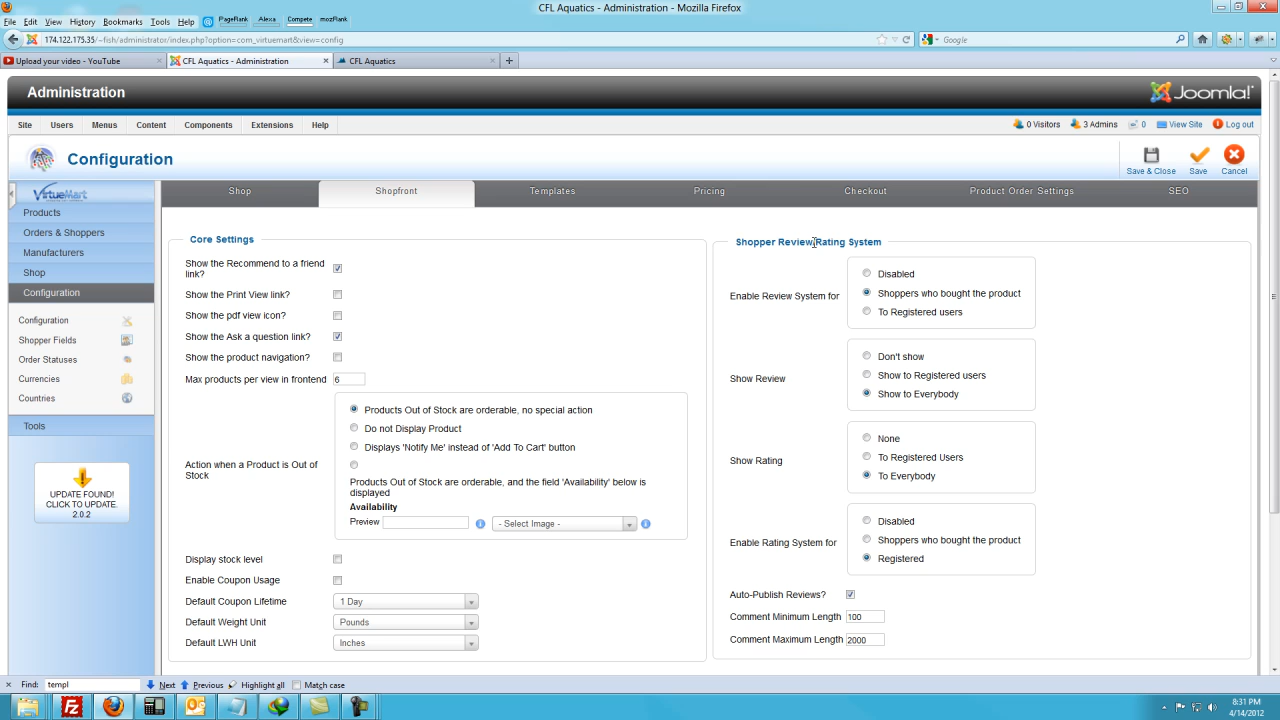 CFL Aquatics - Administration - Mozilla Firefox
File Edit View History Bookmarks Tools Help PageRank Alexa Compete mozRank
174.122.175.35/~fish/administrator/index.php?option=com_virtuemart&view=config
Google
Upload your video - YouTube
CFL Aquatics - Administration
CFL Aquatics
Administration
Joomla!
Site Users Menus Content Components Extensions Help
0 Visitors 3 Admins 0 View Site Log out
Configuration
Save & Close Save Cancel
VirtueMart
Products
Orders & Shoppers
Manufacturers
Shop
Configuration
Configuration
Shopper Fields
Order Statuses
Currencies
Countries
Tools
UPDATE FOUND!
CLICK TO UPDATE.
2.0.2
Shop Shopfront Templates Pricing Checkout Product Order Settings SEO
Core Settings
Show the Recommend to a friend
link?
Show the Print View link?
Show the pdf view icon?
Show the Ask a question link?
Show the product navigation?
Max products per view in frontend 6
Action when a Product is Out of
Stock
Products Out of Stock are orderable, no special action
Do not Display Product
Displays 'Notify Me' instead of 'Add To Cart' button
Products Out of Stock are orderable, and the field 'Availability' below is
displayed
Availability
Preview - Select Image -
Display stock level
Enable Coupon Usage
Default Coupon Lifetime 1 Day
Default Weight Unit Pounds
Default LWH Unit Inches
Shopper Review/Rating System
Enable Review System for
Disabled
Shoppers who bought the product
To Registered users
Show Review
Don't show
Show to Registered users
Show to Everybody
Show Rating
None
To Registered Users
To Everybody
Enable Rating System for
Disabled
Shoppers who bought the product
Registered
Auto-Publish Reviews?
Comment Minimum Length 100
Comment Maximum Length 2000
Find: templ Next Previous Highlight all Match case
8:31 PM
4/14/2012